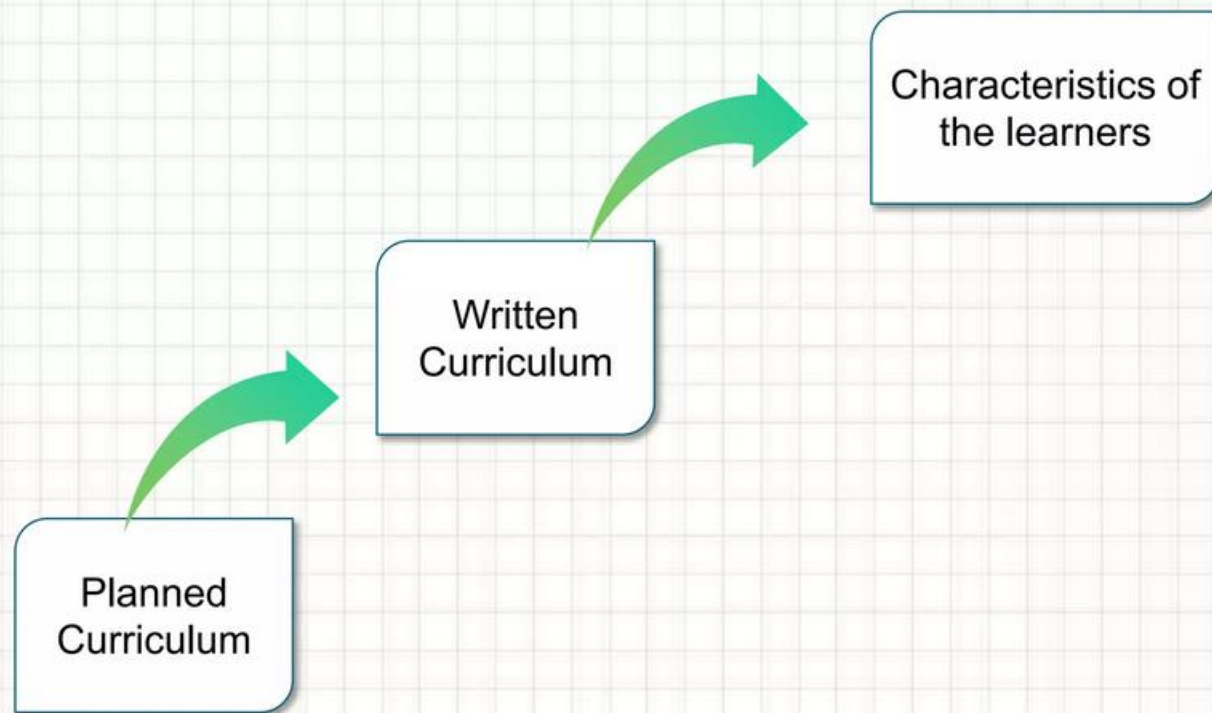 Characteristics of
the learners
Written
Curriculum
Planned
Curriculum